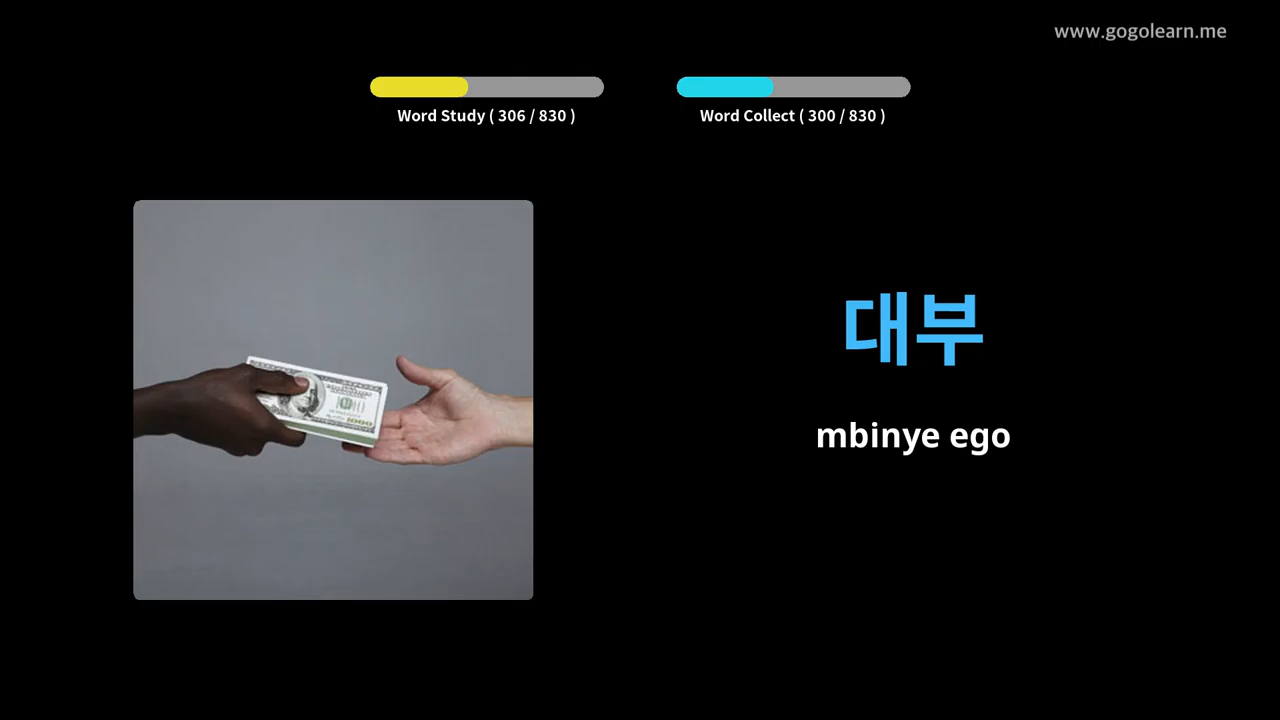 www.gogolearn.me
Word Study ( 306 / 830 )
Word Collect ( 300 / 830 )
대부
mbinye ego